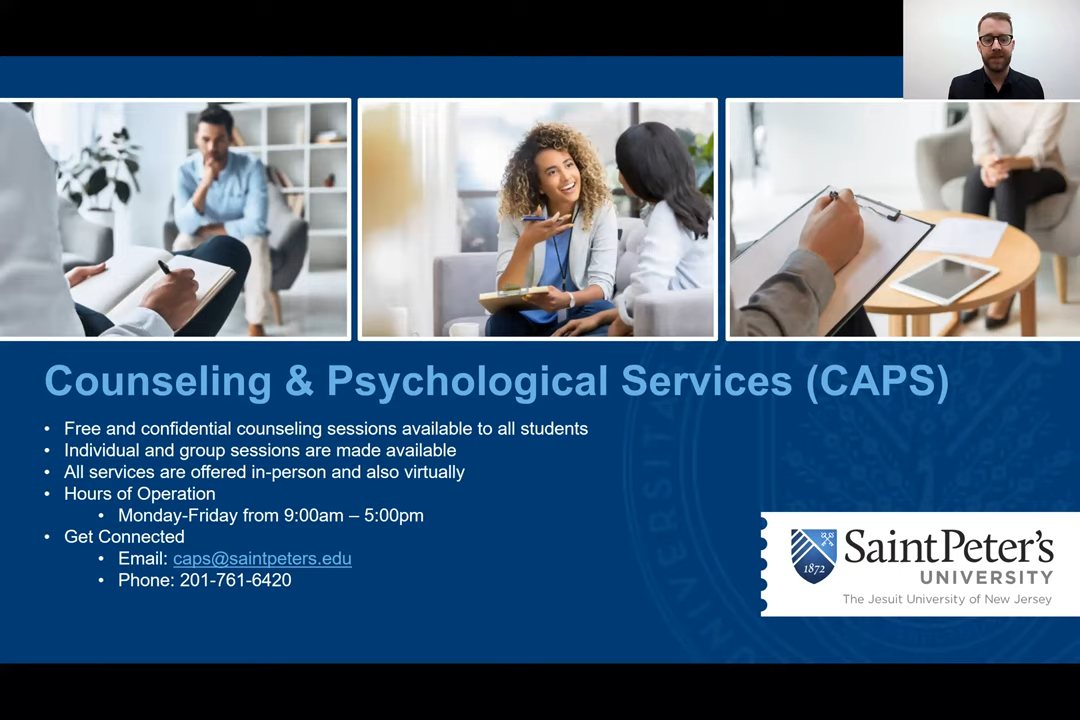 Counseling & Psychological Services (CAPS)
• Free and confidential counseling sessions available to all students
• Individual and group sessions are made available
• All services are offered in-person and also virtually
• Hours of Operation
• Monday-Friday from 9:00am – 5:00pm
• Get Connected
• Email: caps@saintpeters.edu
• Phone: 201-761-6420
1872
Saint Peter's
UNIVERSITY
The Jesuit University of New Jersey